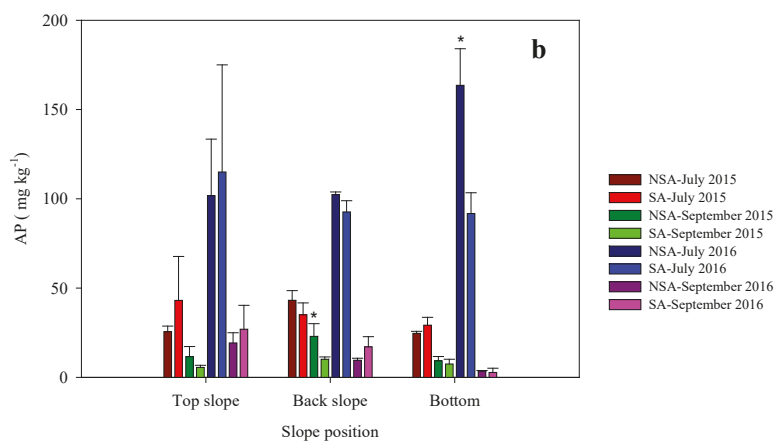 200
150
100
50
0
AP ( mg kg⁻¹)
*
*
b
Top slope
Back slope
Bottom
Slope position
NSA-July 2015
SA-July 2015
NSA-September 2015
SA-September 2015
NSA-July 2016
SA-July 2016
NSA-September 2016
SA-September 2016